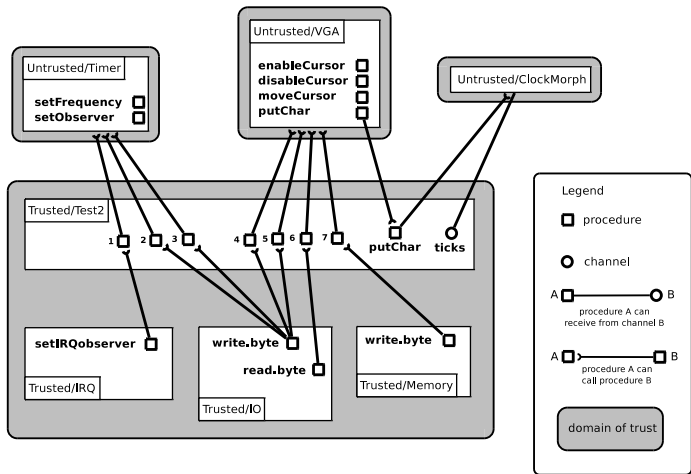 Untrusted/Timer
setFrequency
setObserver
Untrusted/VGA
enableCursor
disableCursor
moveCursor
putChar
Untrusted/ClockMorph
Trusted/Test2
1
2
3
4
5
6
7
putChar
ticks
setIRQobserver
Trusted/IRQ
write.byte
read.byte
Trusted/IO
write.byte
Trusted/Memory
Legend
procedure
channel
A
B
procedure A can
receive from channel B
A
B
procedure A can
call procedure B
domain of trust